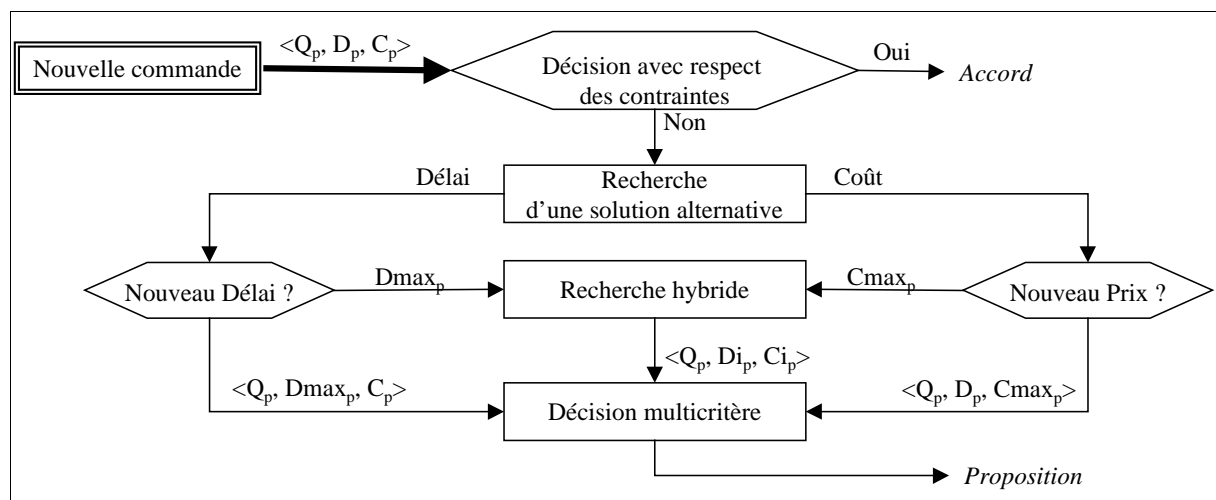 <Qp, Dp, Cp>
Nouvelle commande
Décision avec respect
des contraintes
Oui
Accord
Non
Délai
Recherche
d’une solution alternative
Coût
Nouveau Délai ?
Dmaxp
Recherche hybride
Cmaxp
Nouveau Prix ?
<Qp, Dip, Cip>
<Qp, Dmaxp, Cp>
Décision multicritère
<Qp, Dp, Cmaxp>
Proposition